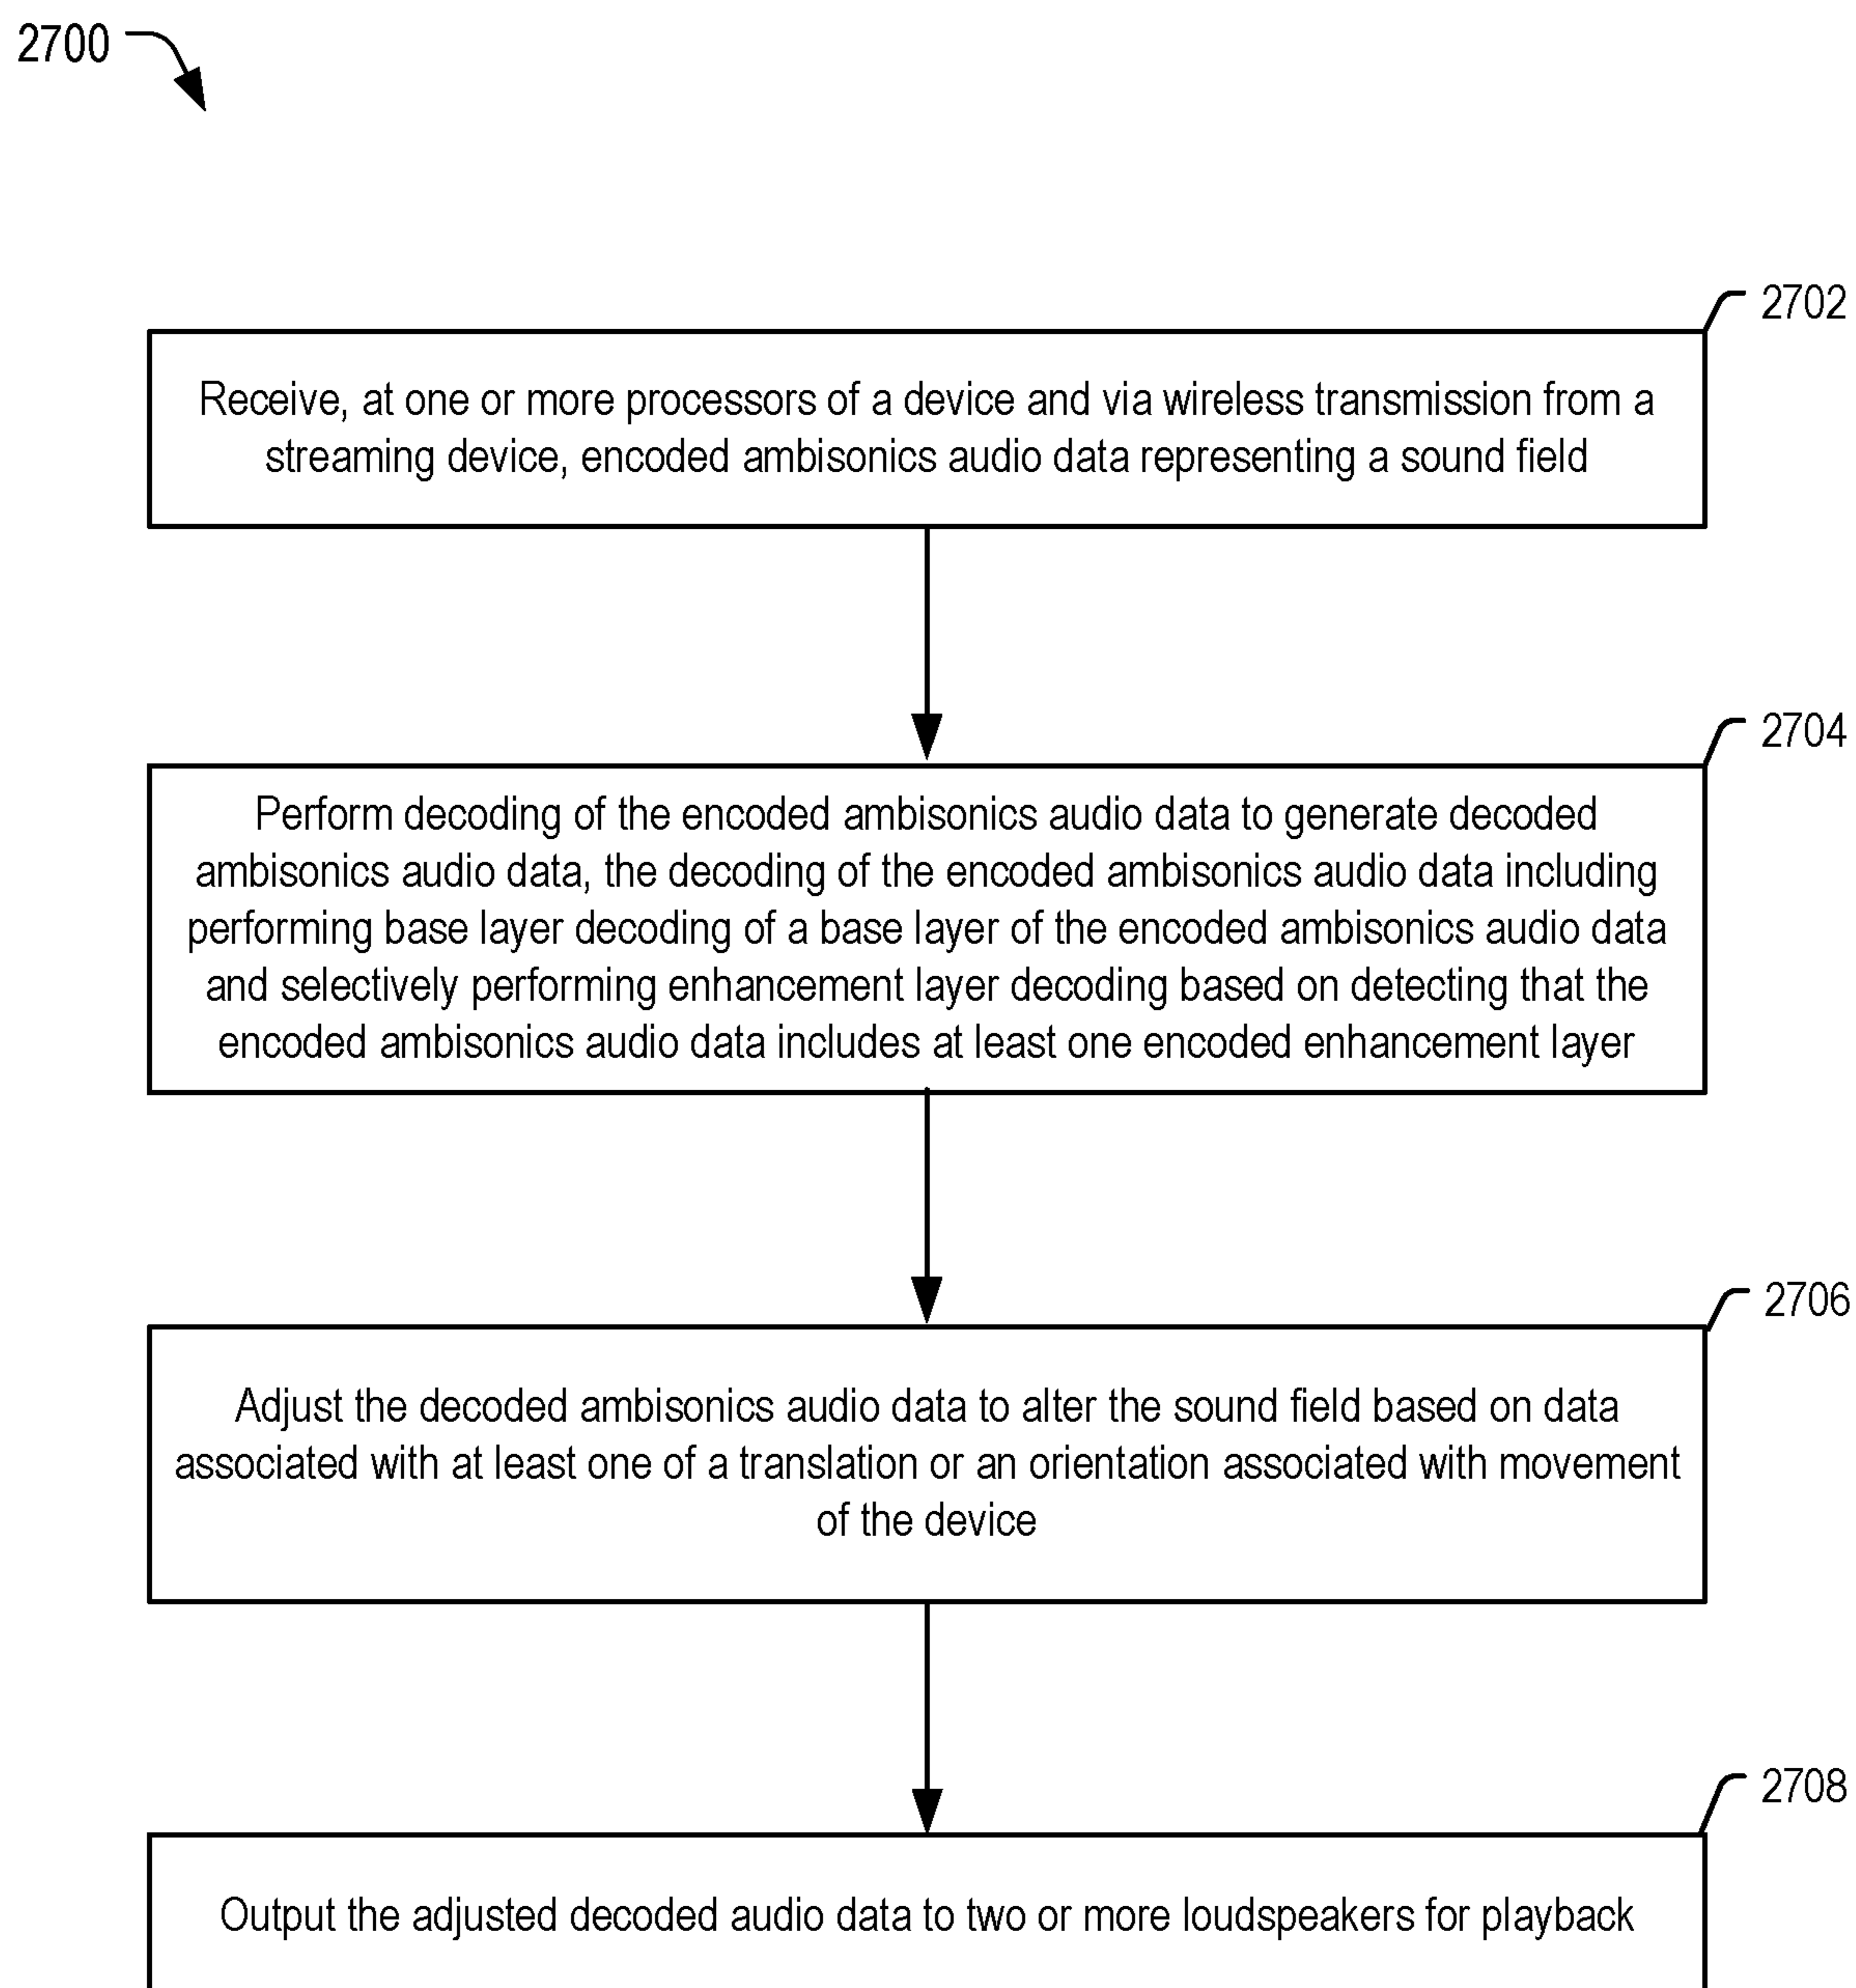 2700
2702
Receive, at one or more processors of a device and via wireless transmission from a
streaming device, encoded ambisonics audio data representing a sound field
2704
Perform decoding of the encoded ambisonics audio data to generate decoded
ambisonics audio data, the decoding of the encoded ambisonics audio data including
performing base layer decoding of a base layer of the encoded ambisonics audio data
and selectively performing enhancement layer decoding based on detecting that the
encoded ambisonics audio data includes at least one encoded enhancement layer
2706
Adjust the decoded ambisonics audio data to alter the sound field based on data
associated with at least one of a translation or an orientation associated with movement
of the device
2708
Output the adjusted decoded audio data to two or more loudspeakers for playback